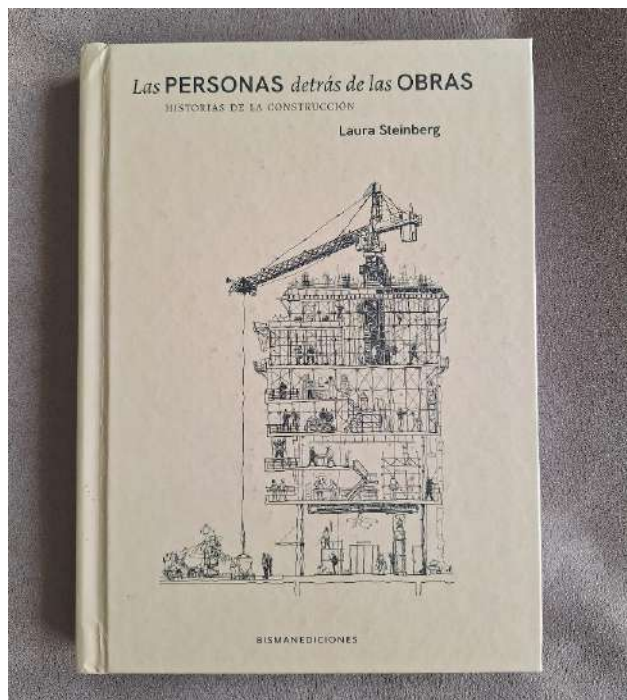 Las PERSONAS detrás de las OBRAS
HISTORIAS DE LA CONSTRUCCIÓN
Laura Steinberg
BISMANEDICIONES